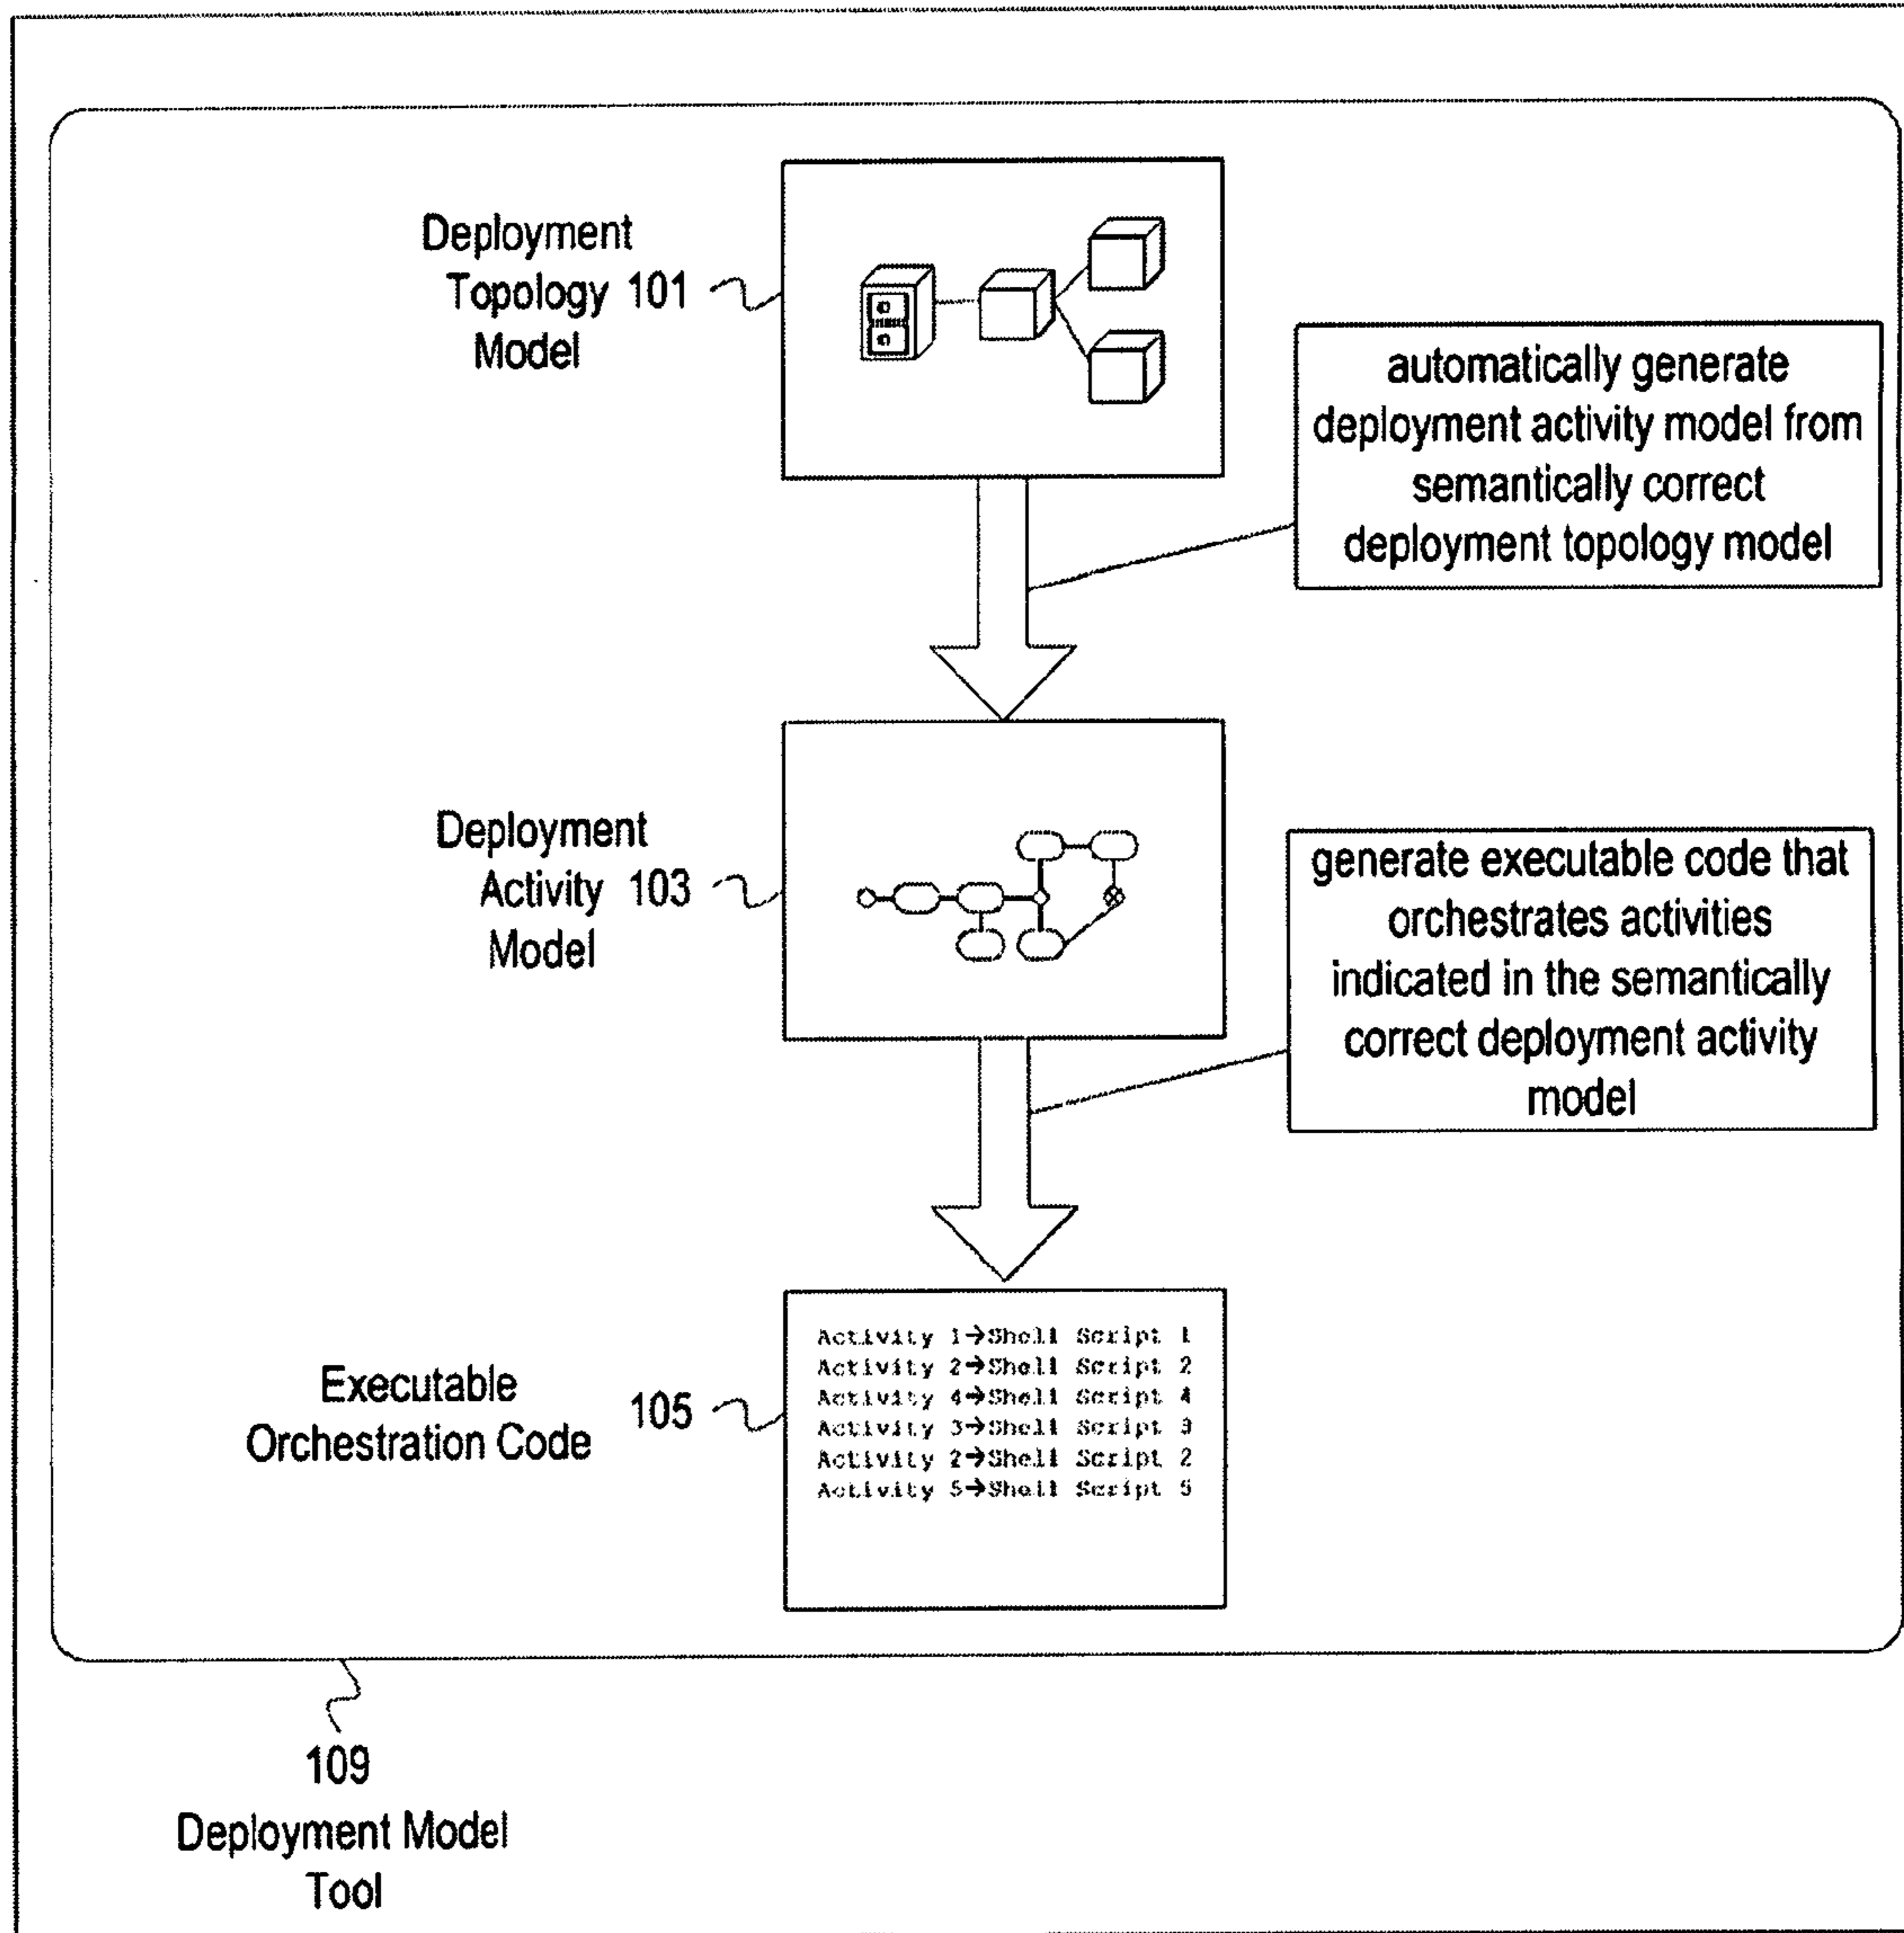 Deployment
Topology 101
Model
automatically generate
deployment activity model from
semantically correct
deployment topology model
Deployment
Activity 103
Model
generate executable code that
orchestrates activities
indicated in the semantically
correct deployment activity
model
Executable
Orchestration Code
105
Activity 1→Shell Script 1
Activity 2→Shell Script 2
Activity 4→Shell Script 4
Activity 3→Shell Script 3
Activity 2→Shell Script 2
Activity 5→Shell Script 5
109
Deployment Model
Tool